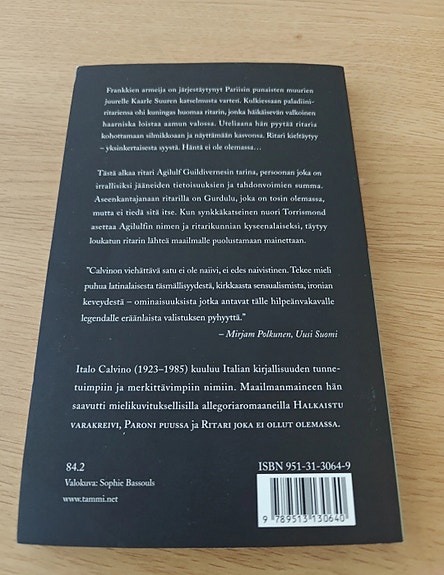 Frankkien armeija on järjestäytynyt Pariisin punaisten muurien
juurelle Kaarle Suuren katselmusta varten. Kulkiessaan paladiini-
ritariensa ohi kuningas huomaa ritarin, jonka häikäisevän valkoinen
haarniska loistaa aamun valossa. Uteliaana hän pyytää ritaria
kohottamaan silmikkoaan ja näyttämään kasvonsa. Ritari kieltäytyy
– yksinkertaisesta syystä. Häntä ei ole olemassa…
Tästä alkaa ritari Agilulf Guildivernesin tarina, persoonan joka on
irrallisiksi jääneiden tietoisuuksien ja tahdonvoimien summa.
Aseenkantajanaan ritarilla on Gurdulu, joka on tosin olemassa,
mutta ei tiedä sitä itse. Kun synkkäkatseinen nuori Torrismond
asettaa Agilulfin nimen ja ritarikunnian kyseenalaiseksi, täytyy
loukatun ritarin lähteä maailmalle puolustamaan mainettaan.
"Calvinon viehättävä satu ei ole naiivi, ei edes naivistinen. Tekee mieli
puhua latinalaisesta täsmällisyydestä, kirkkaasta sensualismista, ironian
keveydestä – ominaisuuksista jotka antavat tälle hilpeänvakavalle
legendalle eräänlaista valistuksen pyhyyttä."
– Mirjam Polkunen, Uusi Suomi
Italo Calvino (1923–1985) kuuluu Italian kirjallisuuden tunne-
tuimpiin ja merkittävimpiin nimiin. Maailmanmaineen hän
saavutti mielikuvituksellisilla allegoriaromaaneilla HALKAISTU
VARAKREIVI, PARONI PUUSSA ja RITARI JOKA EI OLLUT OLEMASSA.
84.2
Valokuva: Sophie Bassouls
www.tammi.net
ISBN 951-31-3064-9
9 789513 130640